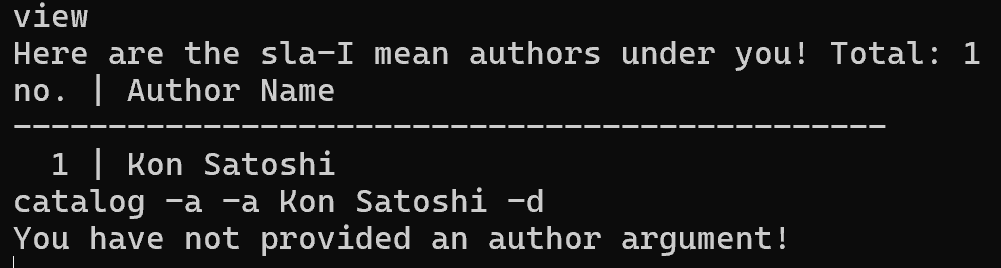 view
Here are the sla-I mean authors under you! Total: 1
no. | Author Name
-----------------------------------------------
1 | Kon Satoshi
catalog -a -a Kon Satoshi -d
You have not provided an author argument!